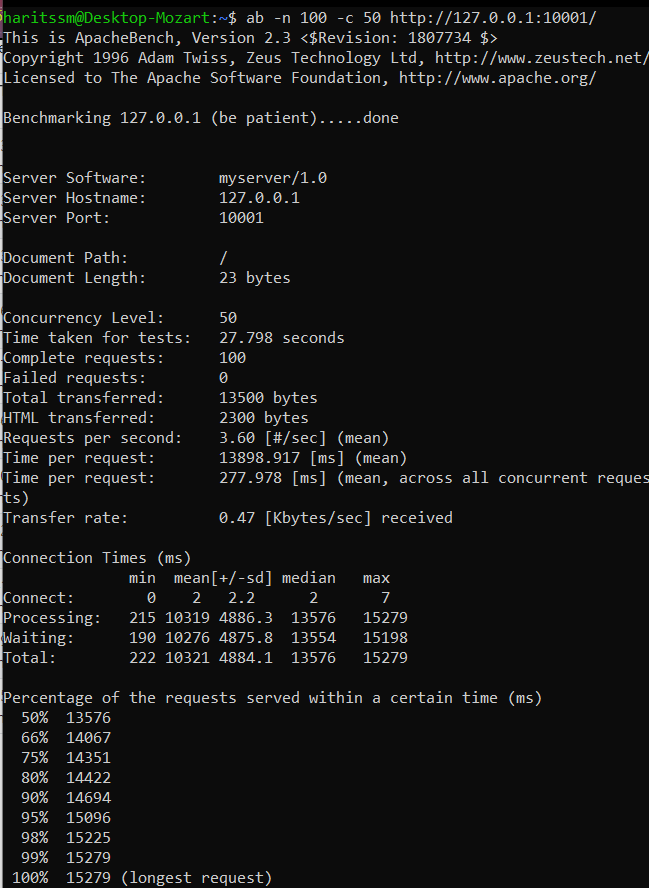 haritssm@Desktop-Mozart:~$ ab -n 100 -c 50 http://127.0.0.1:10001/
This is ApacheBench, Version 2.3 <$Revision: 1807734 $>
Copyright 1996 Adam Twiss, Zeus Technology Ltd, http://www.zeustech.net/
Licensed to The Apache Software Foundation, http://www.apache.org/

Benchmarking 127.0.0.1 (be patient).....done


Server Software:        myserver/1.0
Server Hostname:        127.0.0.1
Server Port:            10001

Document Path:          /
Document Length:        23 bytes

Concurrency Level:      50
Time taken for tests:   27.798 seconds
Complete requests:      100
Failed requests:        0
Total transferred:      13500 bytes
HTML transferred:       2300 bytes
Requests per second:    3.60 [#/sec] (mean)
Time per request:       13898.917 [ms] (mean)
Time per request:       277.978 [ms] (mean, across all concurrent reques
ts)
Transfer rate:          0.47 [Kbytes/sec] received

Connection Times (ms)
              min  mean[+/-sd] median   max
Connect:        0    2   2.2      2       7
Processing:   215 10319 4886.3  13576   15279
Waiting:      190 10276 4875.8  13554   15198
Total:        222 10321 4884.1  13576   15279

Percentage of the requests served within a certain time (ms)
  50%  13576
  66%  14067
  75%  14351
  80%  14422
  90%  14694
  95%  15096
  98%  15225
  99%  15279
 100%  15279 (longest request)